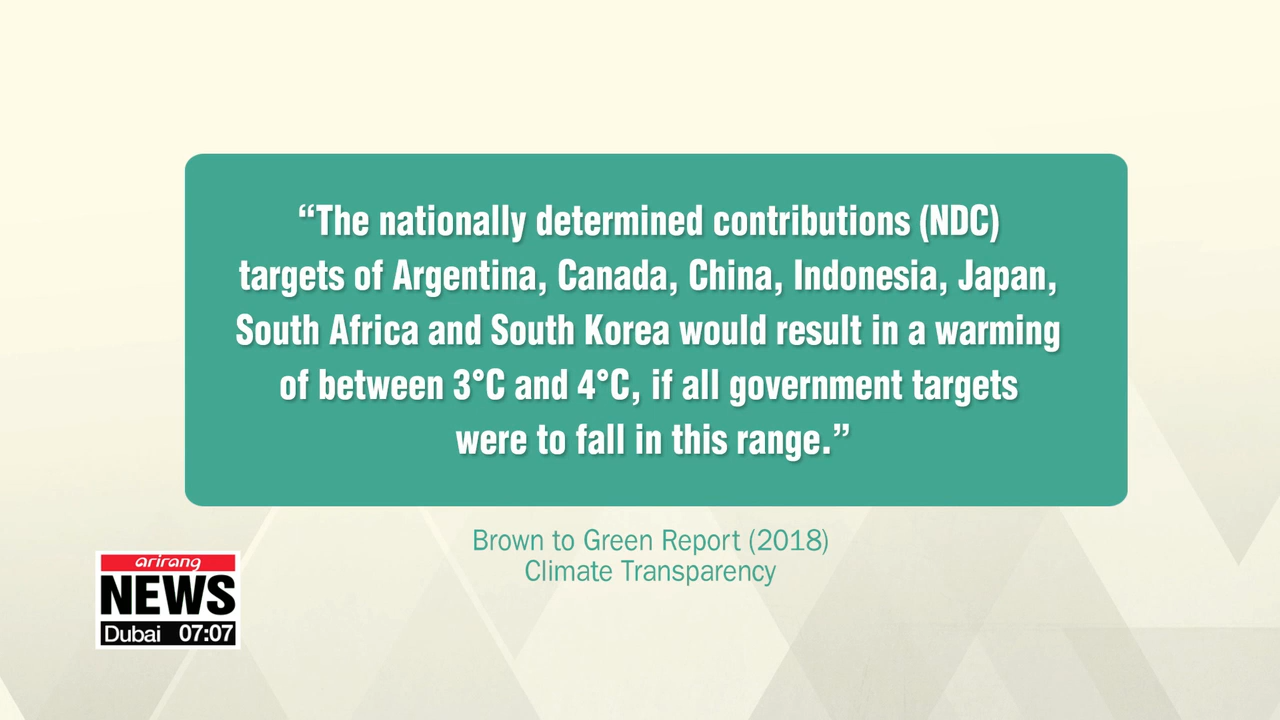 “The nationally determined contributions (NDC)
targets of Argentina, Canada, China, Indonesia, Japan,
South Africa and South Korea would result in a warming
of between 3°C and 4°C, if all government targets
were to fall in this range.”
Brown to Green Report (2018)
Climate Transparency
arirang
NEWS
Dubai 07:07